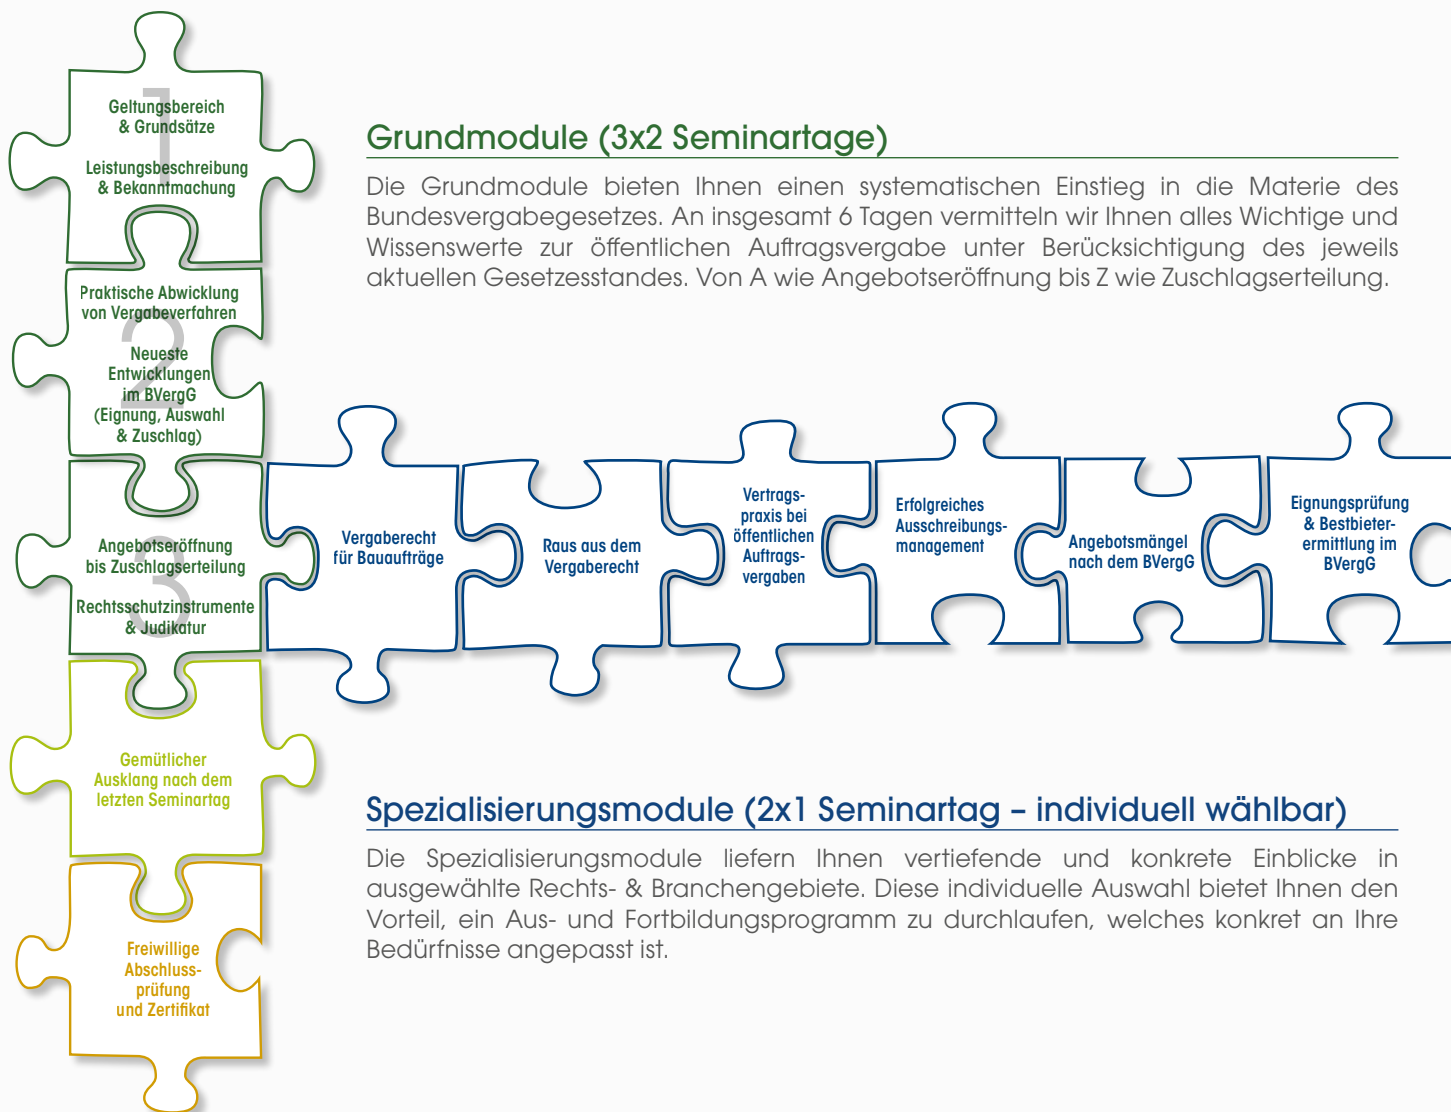 1
Geltungsbereich
& Grundsätze
Leistungsbeschreibung
& Bekanntmachung
Grundmodule (3x2 Seminartage)
Die Grundmodule bieten Ihnen einen systematischen Einstieg in die Materie des
Bundesvergabegesetzes. An insgesamt 6 Tagen vermitteln wir Ihnen alles Wichtige und
Wissenswerte zur öffentlichen Auftragsvergabe unter Berücksichtigung des jeweils
aktuellen Gesetzesstandes. Von A wie Angebotseröffnung bis Z wie Zuschlagserteilung.
2
Praktische Abwicklung
von Vergabeverfahren
Neueste
Entwicklungen
im BVergG
(Eignung, Auswahl
& Zuschlag)
3
Angebotseröffnung
bis Zuschlagserteilung
Rechtsschutzinstrumente
& Judikatur
Vergaberecht
für Bauaufträge
Raus aus dem
Vergaberecht
Vertrags-
praxis bei
öffentlichen
Auftrags-
vergaben
Erfolgreiches
Ausschreibungs-
management
Angebotsmängel
nach dem BVergG
Eignungsprüfung
& Bestbieter-
ermittlung im
BVergG
Gemütlicher
Ausklang nach dem
letzten Seminartag
Spezialisierungsmodule (2x1 Seminartag – individuell wählbar)
Die Spezialisierungsmodule liefern Ihnen vertiefende und konkrete Einblicke in
ausgewählte Rechts- & Branchengebiete. Diese individuelle Auswahl bietet Ihnen den
Vorteil, ein Aus- und Fortbildungsprogramm zu durchlaufen, welches konkret an Ihre
Bedürfnisse angepasst ist.
Freiwillige
Abschluss-
prüfung
und Zertifikat